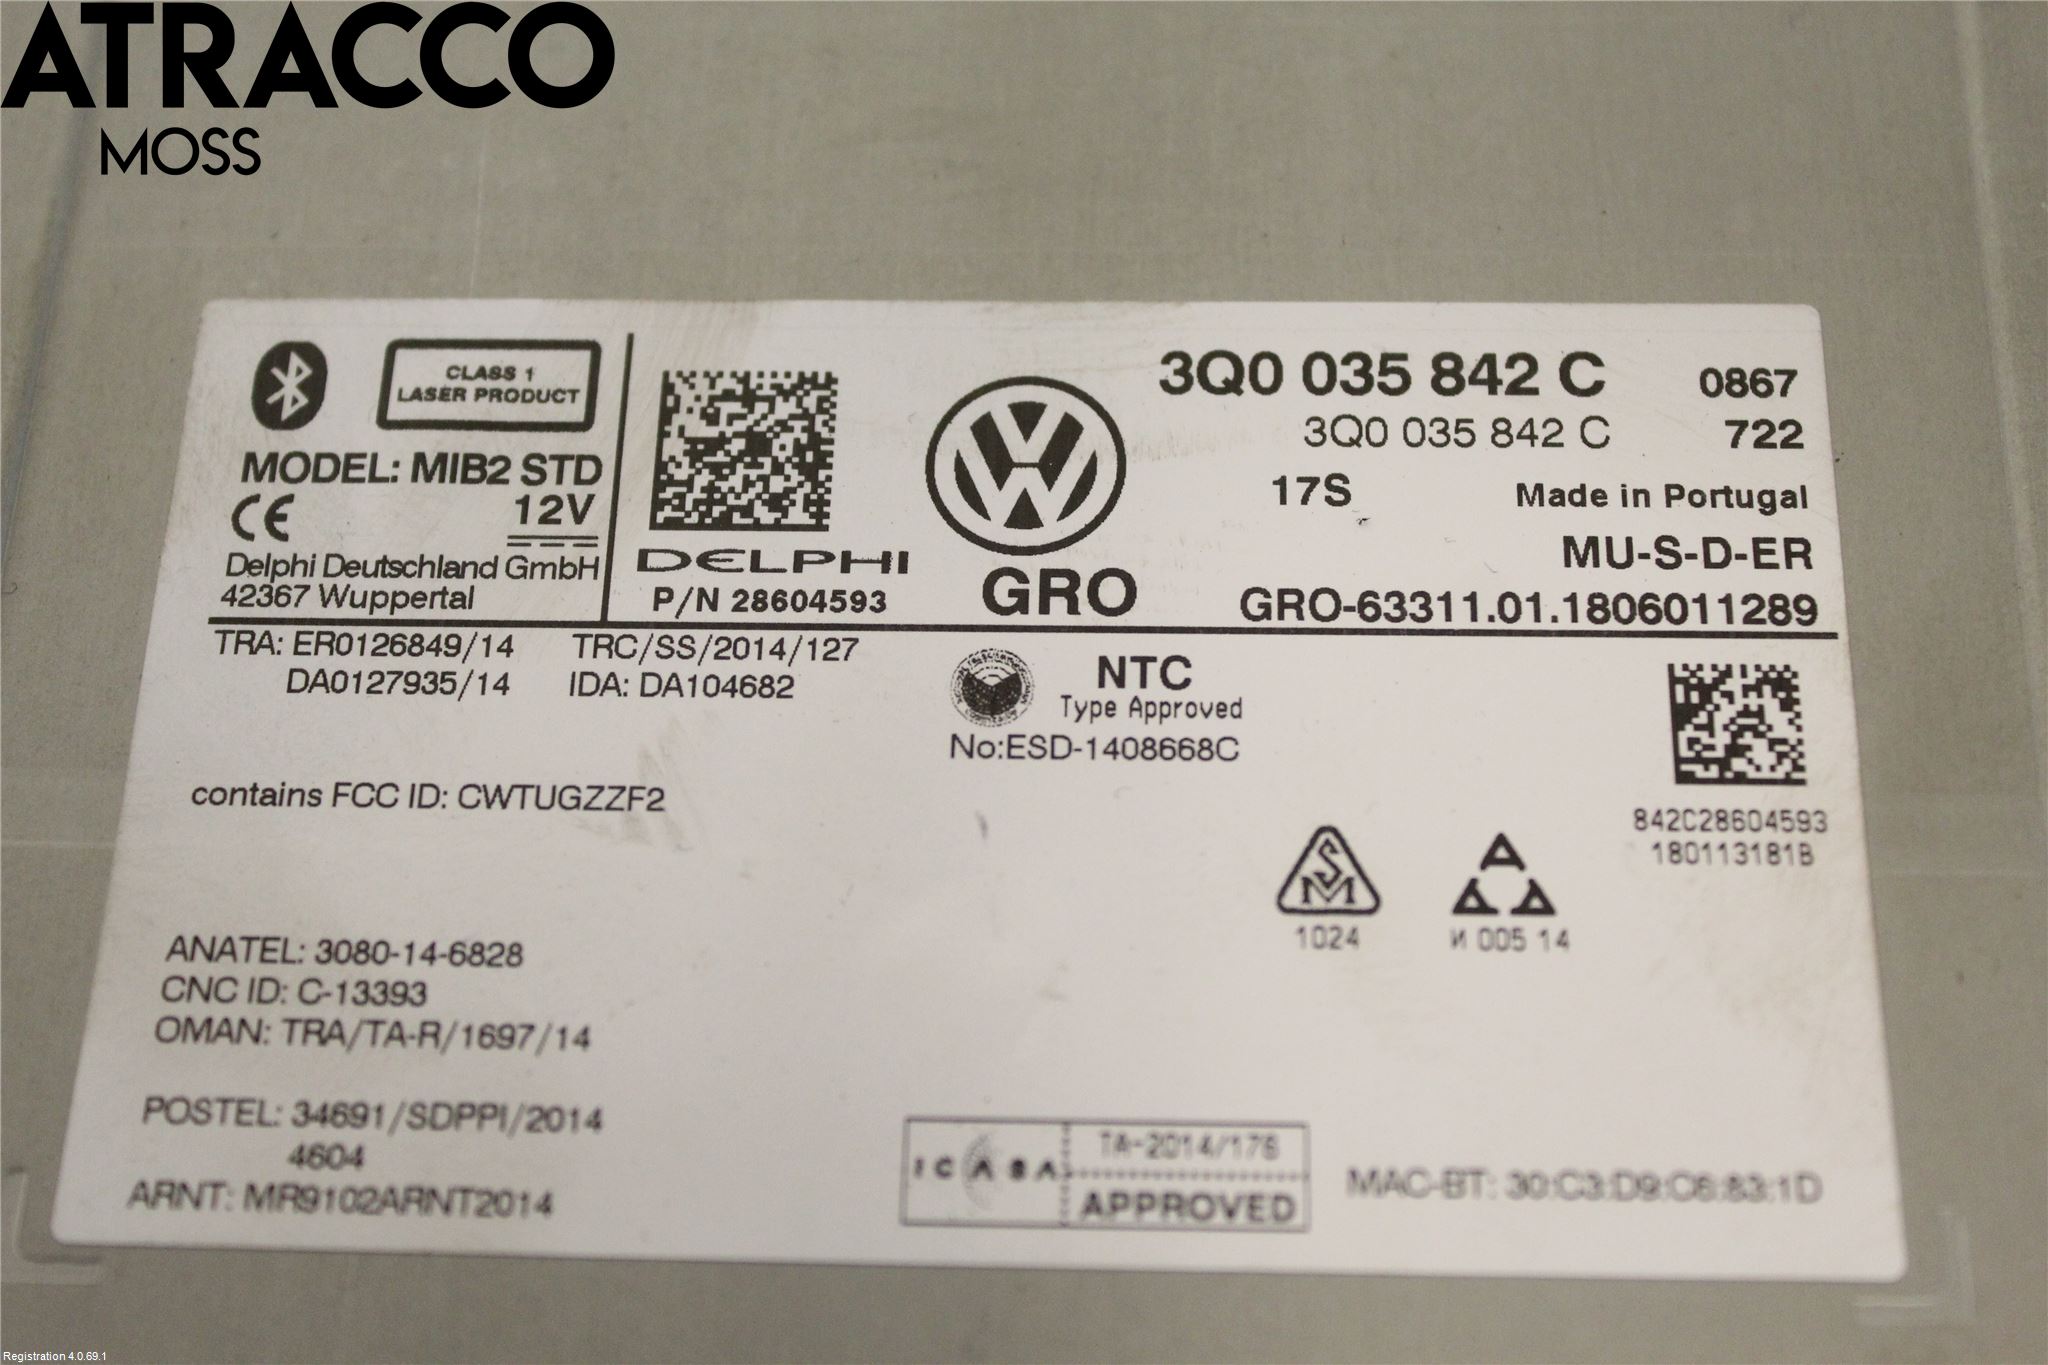 ATRACCO
MOSS
CLASS 1
LASER PRODUCT
MODEL: MIB2 STD
CE 12V
Delphi Deutschland GmbH
42367 Wuppertal
DELPHI
P/N 28604593
GRO
3Q0 035 842 C 0867
3Q0 035 842 C 722
17S Made in Portugal
MU-S-D-ER
GRO-63311.01.1806011289
TRA: ER0126849/14 TRC/SS/2014/127
DA0127935/14 IDA: DA104682
NTC
Type Approved
No:ESD-1408668C
contains FCC ID: CWTUGZZF2
842C28604593
180113181B
SM
1024
AAA
И 005 14
ANATEL: 3080-14-6828
CNC ID: C-13393
OMAN: TRA/TA-R/1697/14
POSTEL: 34691/SDPPI/2014
4604
ARNT: MR9102ARNT2014
ICASA TA-2014/176
APPROVED
MAC-BT: 30:C3:D9:C6:83:1D
Registration 4.0.69.1